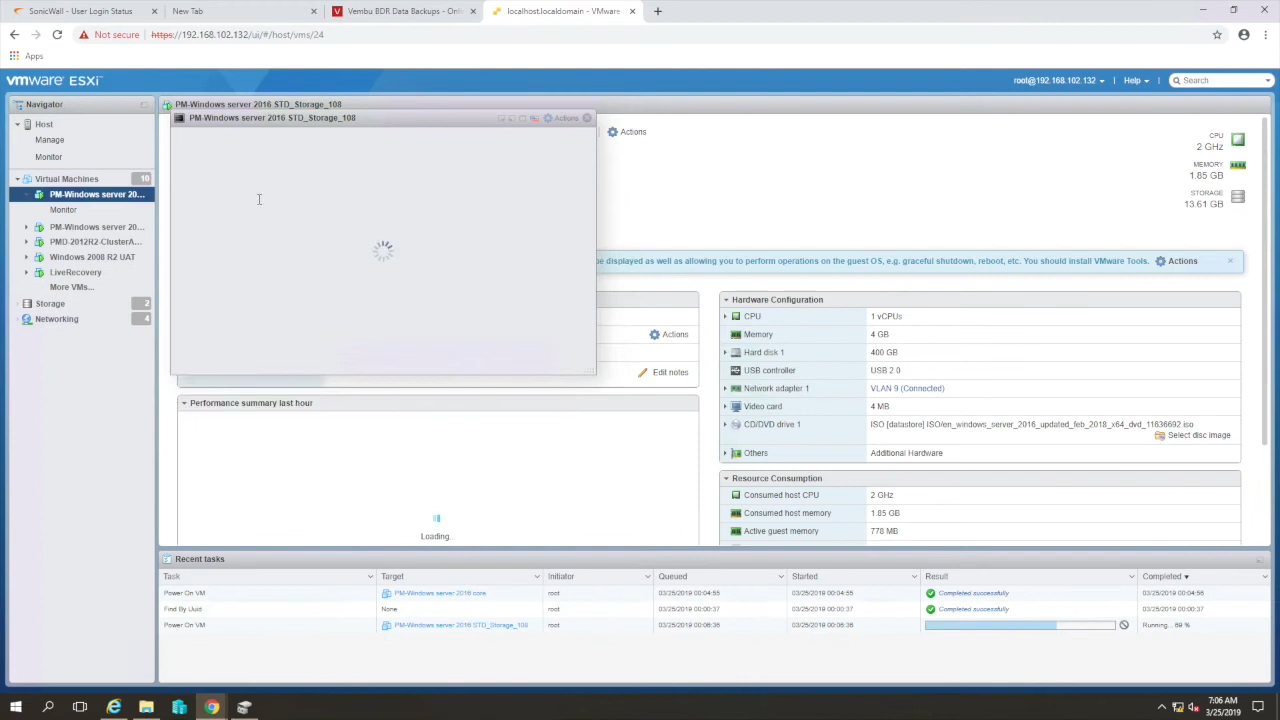 SonicWall - User Login Status
New Tab
Vembu BDR Data Backups - Onlin
localhost.localdomain - VMware
Not secure
https://192.168.102.132/ui/#/host/vms/24
Apps
vmware ESXi
root@192.168.102.132
Help
Search
Navigator
Host
Manage
Monitor
Virtual Machines
10
PM-Windows server 20...
Monitor
PM-Windows server 20...
PMD-2012R2-ClusterA...
Windows 2008 R2 UAT
LiveRecovery
More VMs...
Storage
2
Networking
4
PM-Windows server 2016 STD_Storage_108
PM-Windows server 2016 STD_Storage_108
Actions
Actions
CPU
2 GHz
MEMORY
1.85 GB
STORAGE
13.61 GB
be displayed as well as allowing you to perform operations on the guest OS, e.g. graceful shutdown, reboot, etc. You should install VMware Tools.
Actions
Actions
Edit notes
Performance summary last hour
Loading...
Hardware Configuration
CPU 1 vCPUs
Memory 4 GB
Hard disk 1 400 GB
USB controller USB 2.0
Network adapter 1 VLAN 9 (Connected)
Video card 4 MB
CD/DVD drive 1 ISO [datastore] ISO/en_windows_server_2016_updated_feb_2018_x64_dvd_11636692.iso
Select disc image
Others Additional Hardware
Resource Consumption
Consumed host CPU 2 GHz
Consumed host memory 1.85 GB
Active guest memory 778 MB
Recent tasks
Task Target Initiator Queued Started Result Completed
Power On VM PM-Windows server 2016 core root 03/25/2019 00:04:55 03/25/2019 00:04:55 Completed successfully 03/25/2019 00:04:56
Find By Uuid None root 03/25/2019 00:00:37 03/25/2019 00:00:37 Completed successfully 03/25/2019 00:00:37
Power On VM PM-Windows server 2016 STD_Storage_108 root 03/25/2019 00:06:36 03/25/2019 00:06:36 Running... 69 %
7:06 AM
3/25/2019